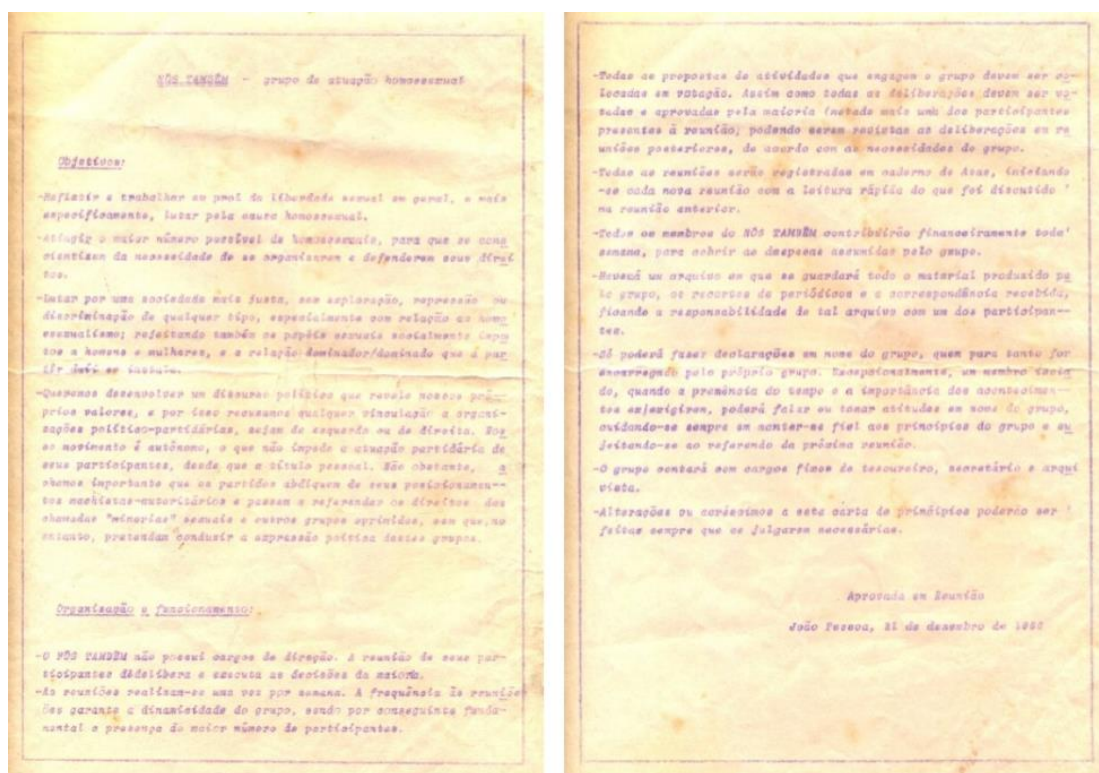 NÓS TAMBÉM - grupo de atuação homossexual
Objetivos:
-Refletir e trabalhar em prol da liberdade sexual em geral, e mais
especificamente, lutar pela causa homossexual.
-Atingir o maior número possível de homossexuais, para que se cons
cientizem da necessidade de se organizarem e defenderem seus direi
tos.
-Lutar por uma sociedade mais justa, sem exploração, repressão ou
discriminação de qualquer tipo, especialmente com relação ao homo
sexualismo; rejeitando também os papéis sexuais socialmente impos
tos a homens e mulheres, e a relação dominador/dominado que a par
tir daí se instala.
-Queremos desenvolver um discurso político que revele nossos pró-
prios valores, e por isso recusamos qualquer vinculação a organi-
zações político-partidárias, sejam de esquerda ou de direita. Nos
so movimento é autônomo, o que não impede a atuação partidária de
seus participantes, desde que a título pessoal. Não obstante, a
chamos importante que os partidos abdiquem de seus posicionamen--
tos machistas-autoritários e passem a referendar os direitos das
chamadas "minorias" sexuais e outros grupos oprimidos, sem que,no
entanto, pretendam conduzir a expressão política destes grupos.
Organização e funcionamento:
-O NÓS TAMBÉM não possui cargos de direção. A reunião de seus par-
ticipantes dédelibera e executa as decisões da maioria.
-As reuniões realizam-se uma vez por semana. A frequência às reuniõe
ões garante a dinamicidade do grupo, sendo por conseguinte funda-
mental a presença do maior número de participantes.
-Todas as propostas de atividades que engagem o grupo devem ser co-
locadas em votação. Assim como todas as deliberações devem ser vo-
tadas e aprovadas pela maioria (metade mais um dos participantes
presentes à reunião; podendo serem revistas as deliberações em re
uniões posteriores, de acordo com as necessidades do grupo.
-Todas as reuniões serão registradas em caderno de Atas, iniciando
-se cada nova reunião com a leitura rápida do que foi discutido '
na reunião anterior.
-Todos os membros do NÓS TAMBÉM contribuirão financeiramente toda'
semana, para cobrir as despesas assumidas pelo grupo.
-Haverá um arquivo em que se guardará todo o material produzido pe
lo grupo, os recortes de periódicos e a correspondência recebida,
ficando a responsabilidade de tal arquivo com um dos participan--
tes.
-Só poderá fazer declarações em nome do grupo, quem para tanto for
encarregado pelo próprio grupo. Excepcionalmente, um membro isola
do, quando a premência do tempo e a importância dos acontecimen-
tos o exigirem, poderá falar ou tomar atitudes em nome do grupo,
cuidando-se sempre em manter-se fiel aos princípios do grupo e su
jeitando-se ao referendo da próxima reunião.
-O grupo contará com cargos fixos de tesoureiro, secretário e arqui
vista.
-Alterações ou acréscimos a esta carta de princípios poderão ser '
feitas sempre que os julgarem necessárias.
Aprovada em Reunião
João Pessoa, 21 de dezembro de